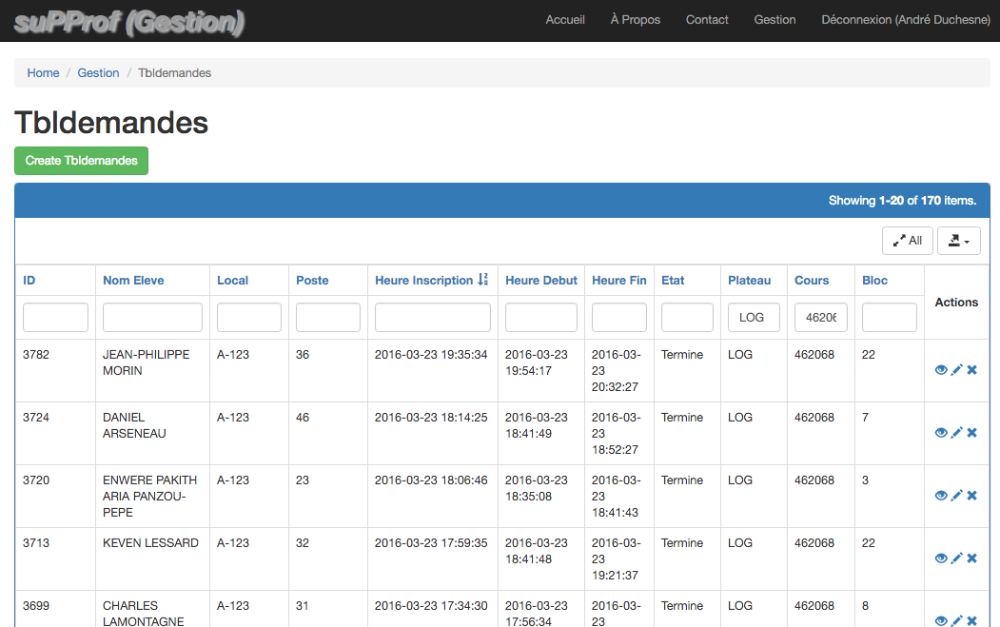 suPProf (Gestion)
Accueil À Propos Contact Gestion Déconnexion (André Duchesne)
Home / Gestion / Tbldemandes
Tbldemandes
Create Tbldemandes
Showing 1-20 of 170 items.
All
ID Nom Eleve Local Poste Heure Inscription Heure Debut Heure Fin Etat Plateau Cours Bloc Actions
LOG 46206
3782 JEAN-PHILIPPE A-123 36 2016-03-23 19:35:34 2016-03-23 2016-03- Termine LOG 462068 22
MORIN 19:54:17 23
20:32:27
3724 DANIEL A-123 46 2016-03-23 18:14:25 2016-03-23 2016-03- Termine LOG 462068 7
ARSENEAU 18:41:49 23
18:52:27
3720 ENWERE PAKITH A-123 23 2016-03-23 18:06:46 2016-03-23 2016-03- Termine LOG 462068 3
ARIA PANZOU- 18:35:08 23
PEPE 18:41:43
3713 KEVEN LESSARD A-123 32 2016-03-23 17:59:35 2016-03-23 2016-03- Termine LOG 462068 22
18:41:48 23
19:21:37
3699 CHARLES A-123 31 2016-03-23 17:34:30 2016-03-23 2016-03- Termine LOG 462068 8
LAMONTAGNE 17:56:34 23